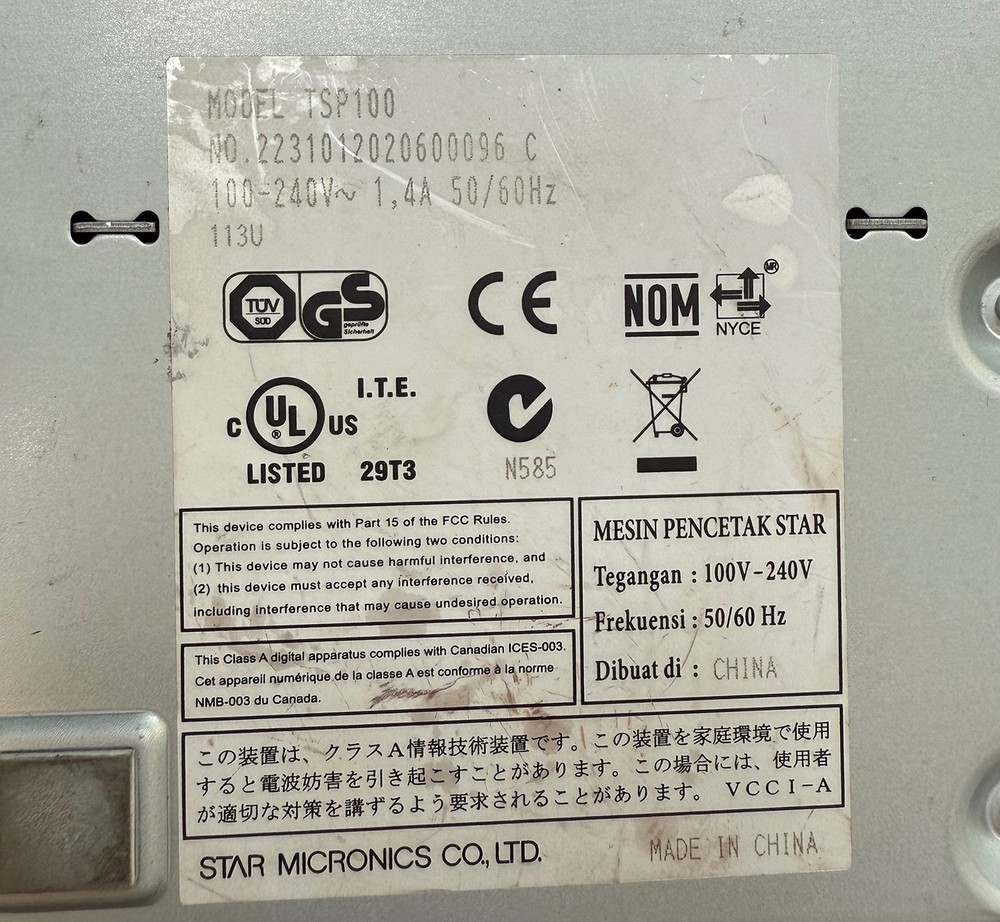 MODEL TSP100
NO.2231012020600096 C
100-240V~ 1,4A 50/60Hz
113U
TÜV SÜD GS geprüfte Sicherheit
CE
NOM NYCE MR
C UL ® US I.T.E.
LISTED 29T3
N585
This device complies with Part 15 of the FCC Rules.
Operation is subject to the following two conditions:
(1) This device may not cause harmful interference, and
(2) this device must accept any interference received,
including interference that may cause undesired operation.
MESIN PENCETAK STAR
Tegangan : 100V-240V
Frekuensi : 50/60 Hz
Dibuat di : CHINA
This Class A digital apparatus complies with Canadian ICES-003.
Cet appareil numérique de la classe A est conforme à la norme
NMB-003 du Canada.
この装置は、クラスA情報技術装置です。この装置を家庭環境で使用
すると電波妨害を引き起こすことがあります。この場合には、使用者
が適切な対策を講ずるよう要求されることがあります。 VCCI-A
STAR MICRONICS CO., LTD.
MADE IN CHINA